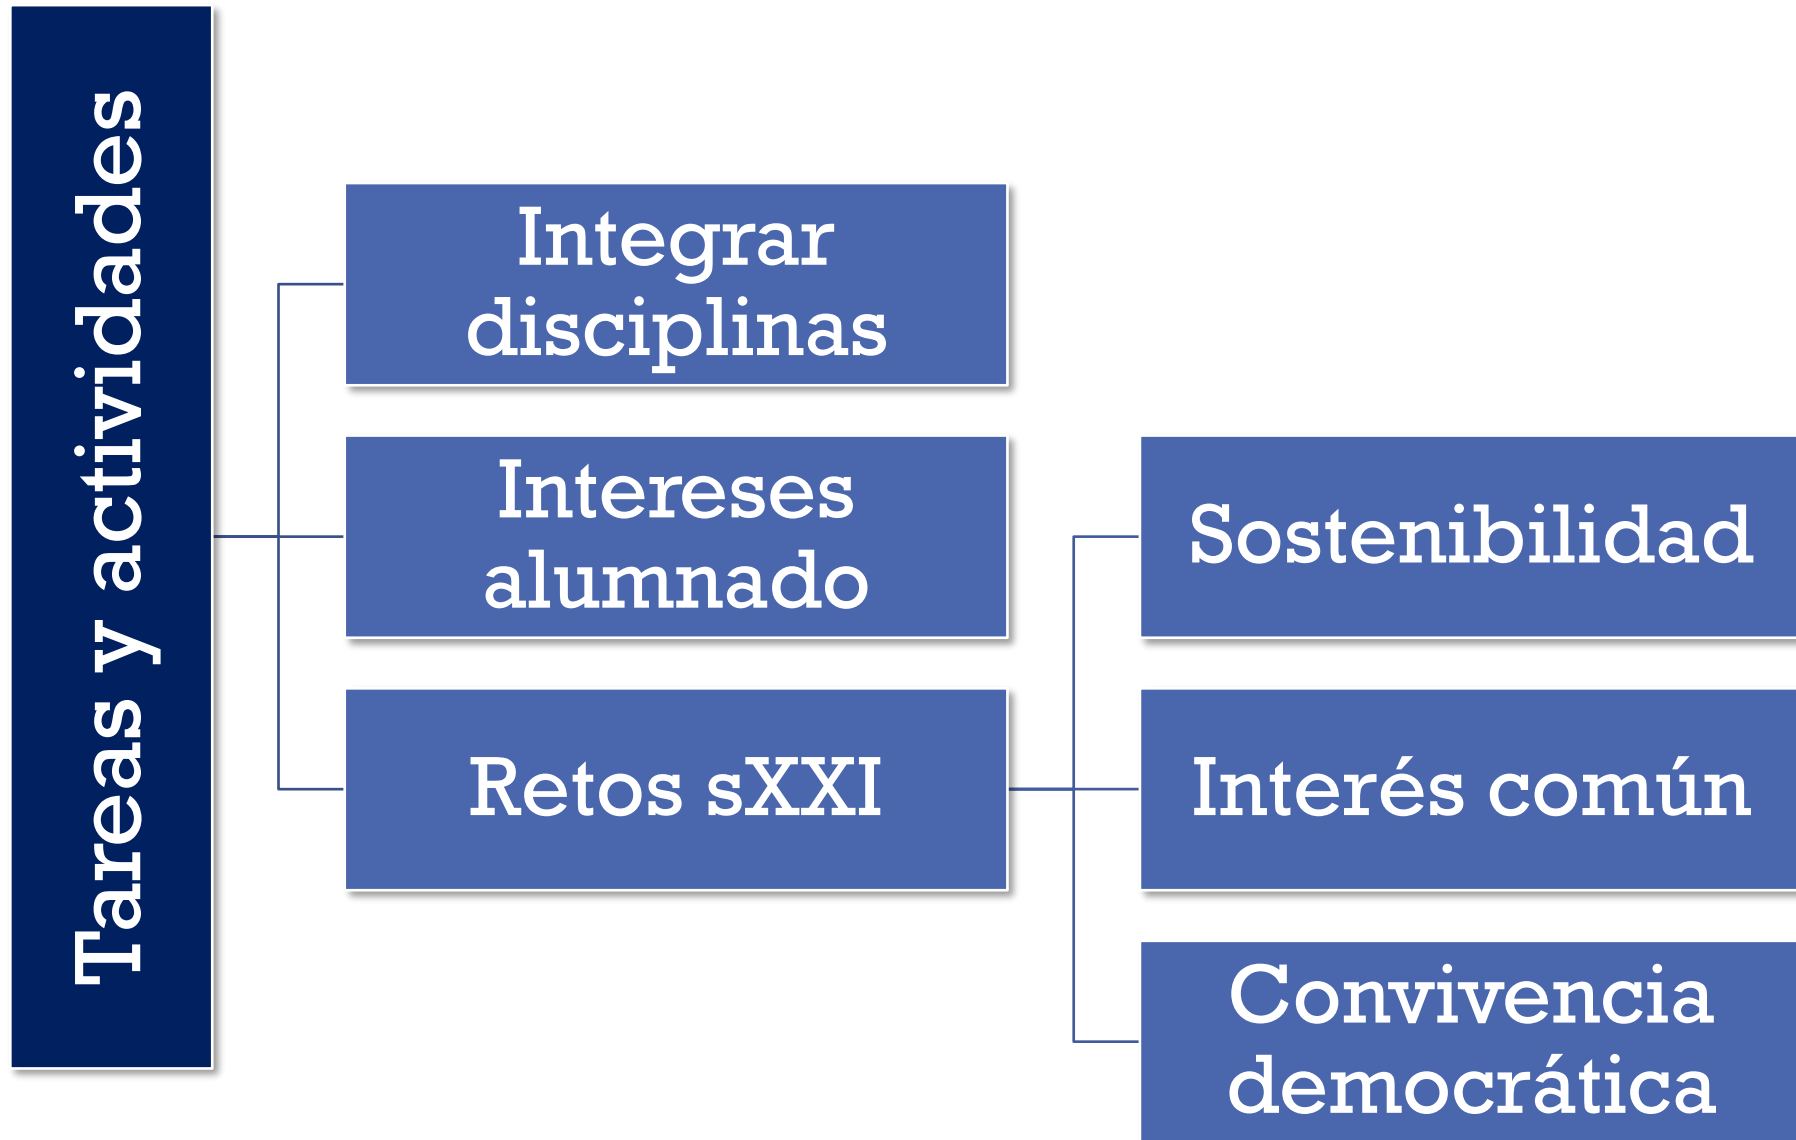 Tareas y actividades
Integrar
disciplinas
Intereses
alumnado
Retos sXXI
Sostenibilidad
Interés común
Convivencia
democrática